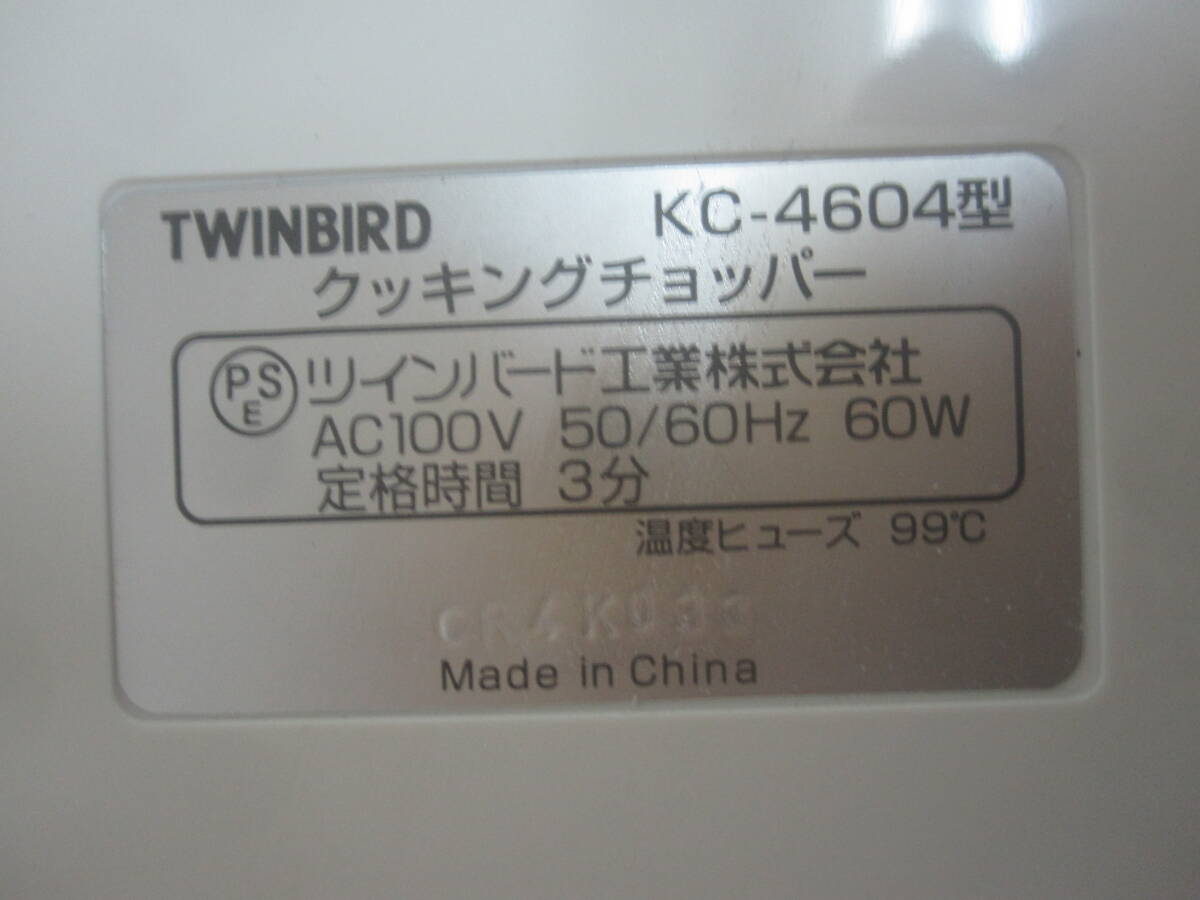 TWINBIRD KC-4604型
クッキングチョッパー
PS E ツインバード工業株式会社
AC100V 50/60Hz 60W
定格時間 3分
温度ヒューズ 99℃
Made in China